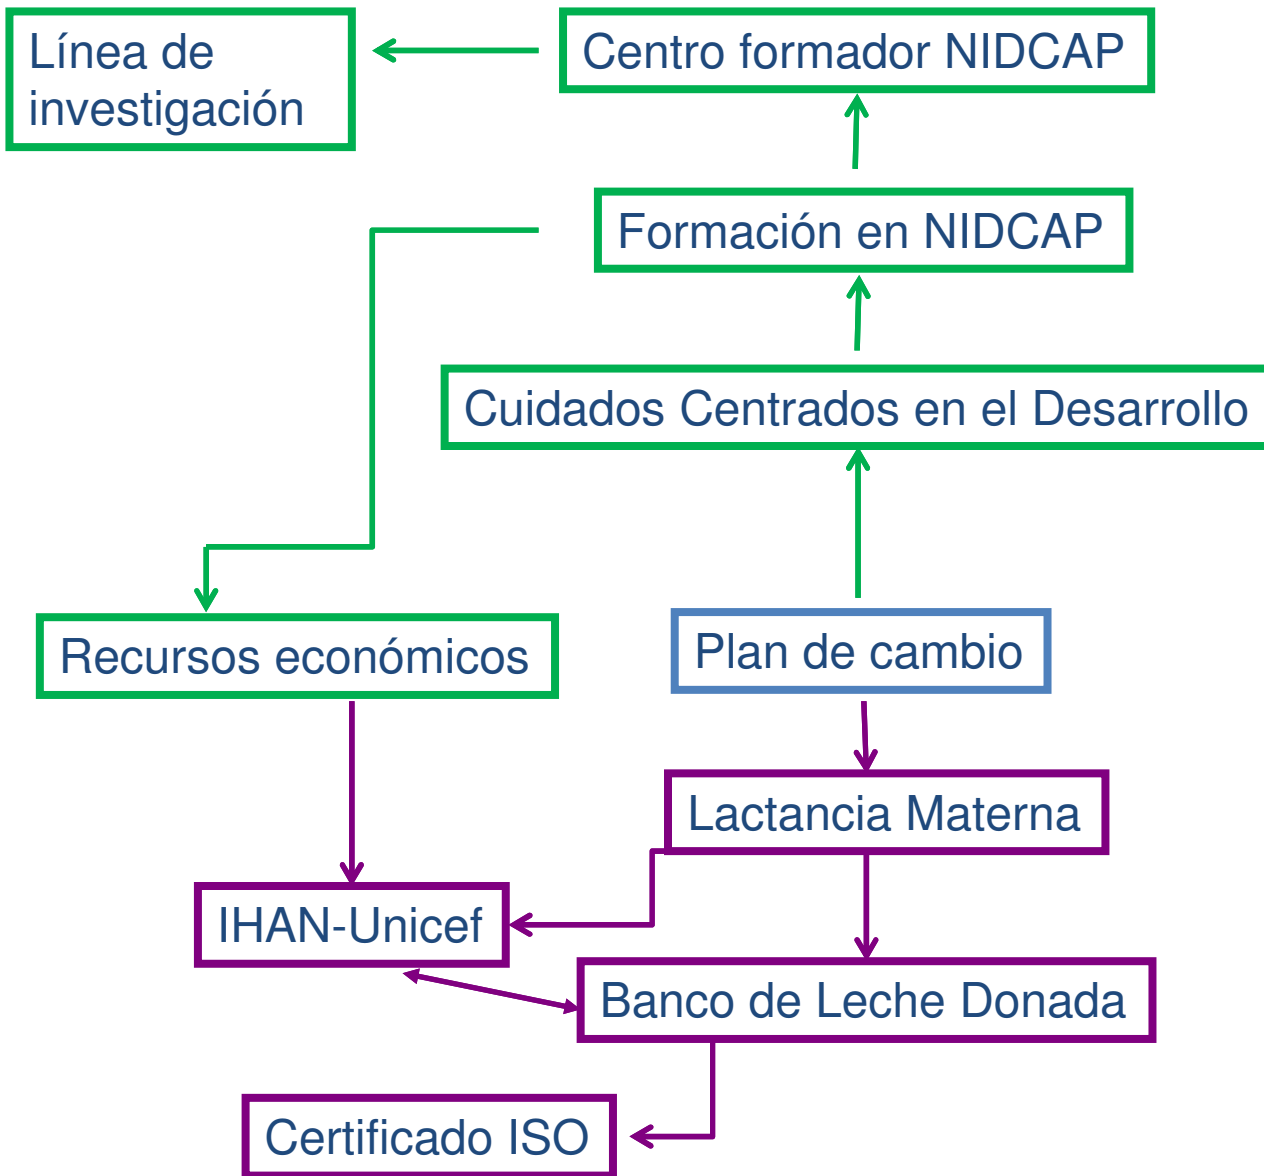 Línea de
investigación
Centro formador NIDCAP
Formación en NIDCAP
Cuidados Centrados en el Desarrollo
Recursos económicos
Plan de cambio
Lactancia Materna
IHAN-Unicef
Banco de Leche Donada
Certificado ISO